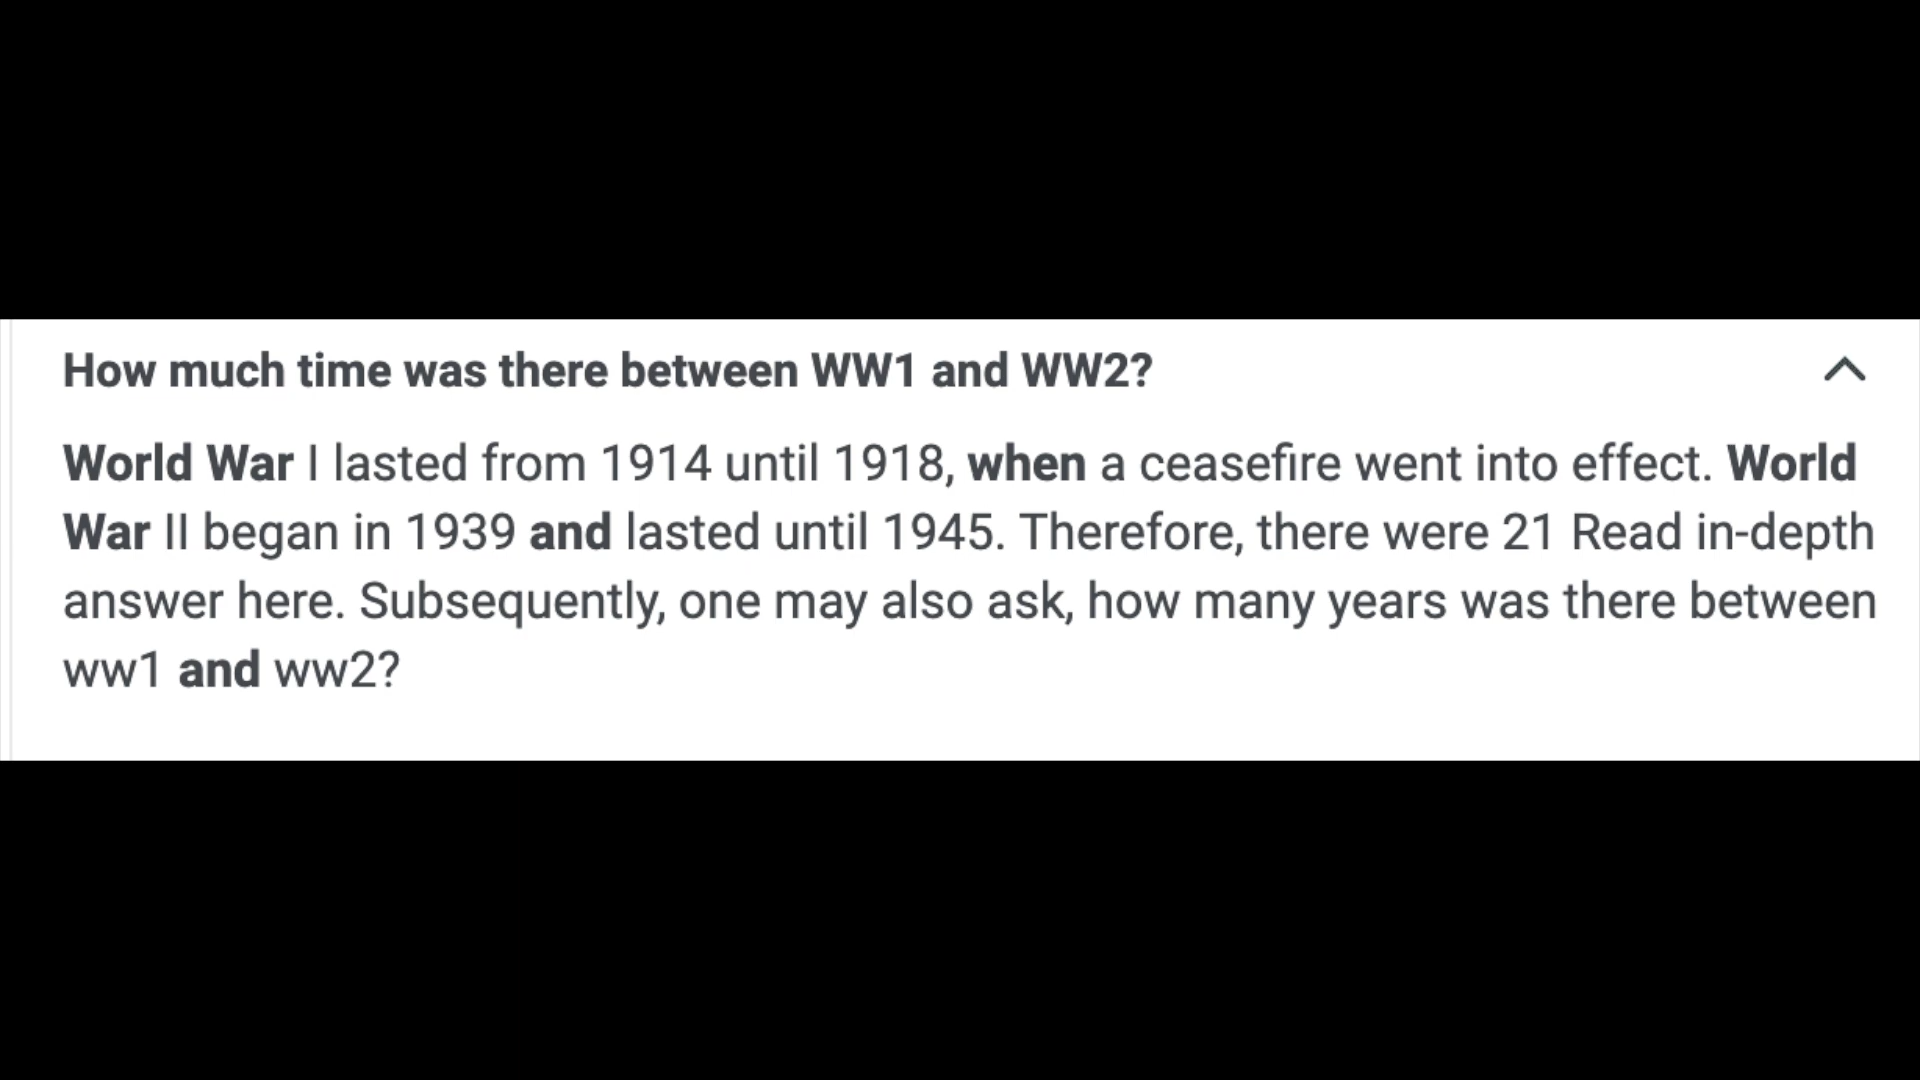 How much time was there between WW1 and WW2?
World War I lasted from 1914 until 1918, when a ceasefire went into effect. World
War II began in 1939 and lasted until 1945. Therefore, there were 21 Read in-depth
answer here. Subsequently, one may also ask, how many years was there between
ww1 and ww2?